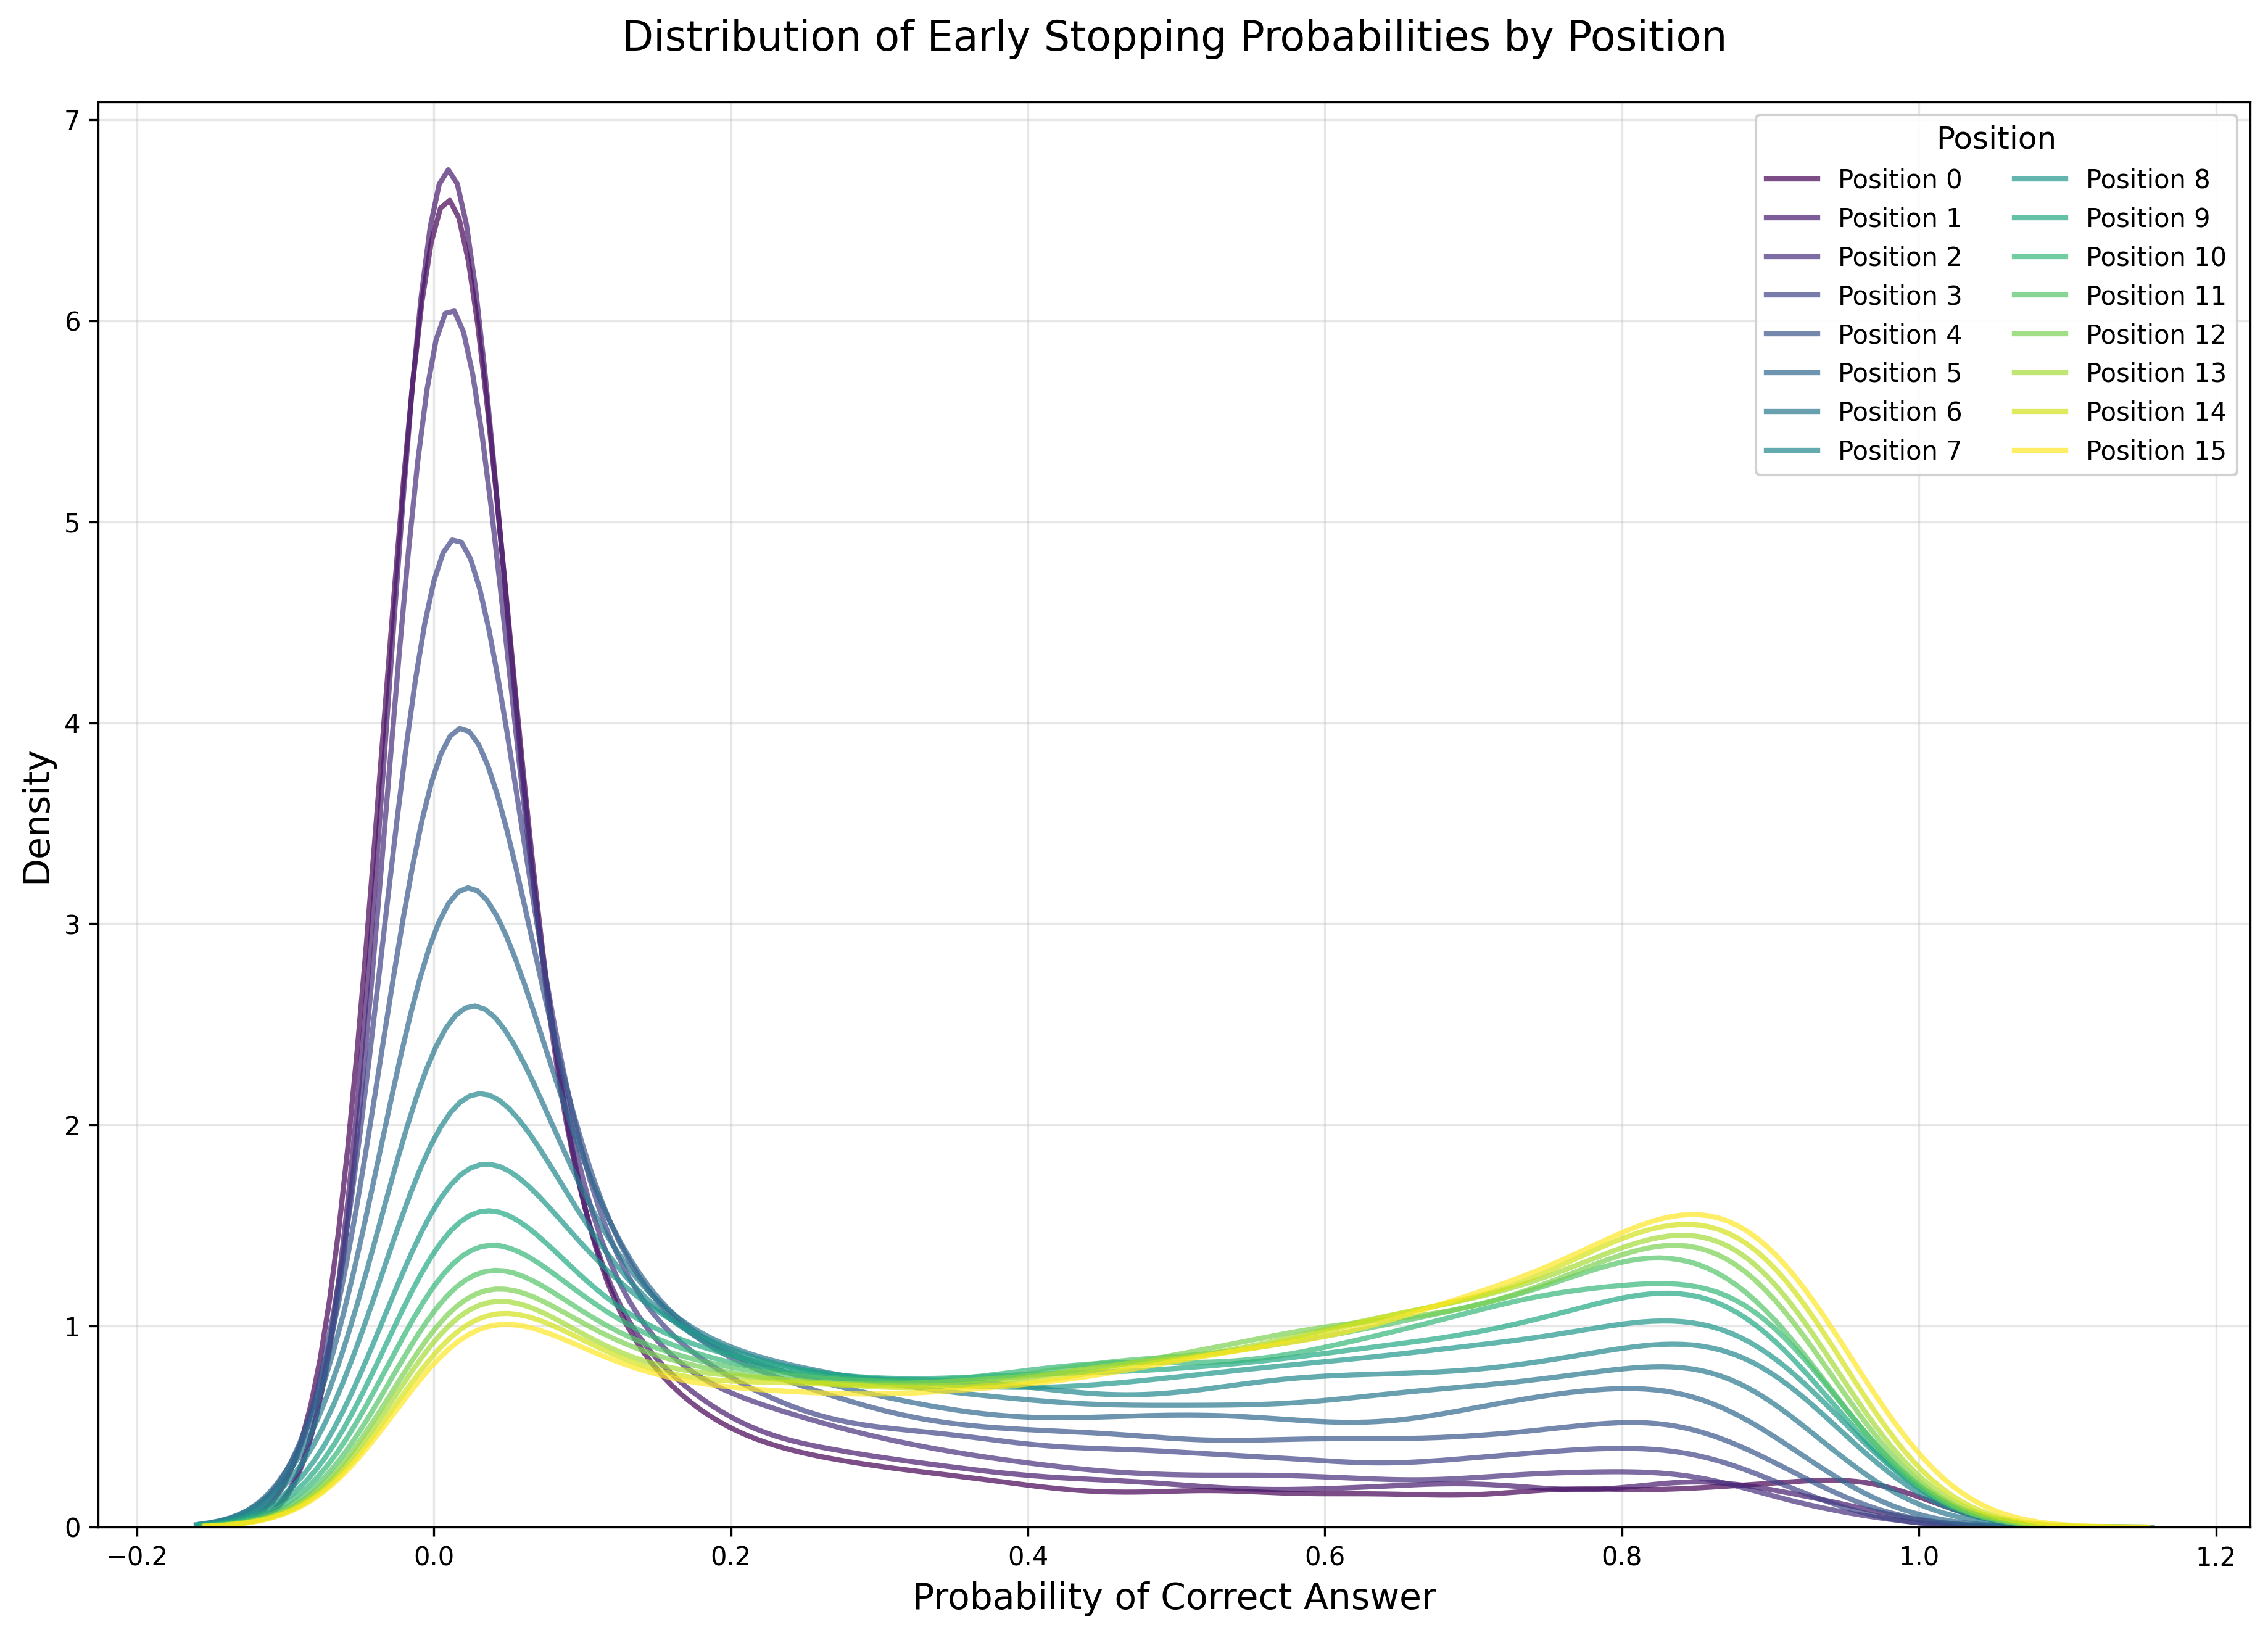 Distribution of Early Stopping Probabilities by Position
7
6
5
4
3
2
1
0
Density
Position
Position 0
Position 1
Position 2
Position 3
Position 4
Position 5
Position 6
Position 7
Position 8
Position 9
Position 10
Position 11
Position 12
Position 13
Position 14
Position 15
−0.2 0.0 0.2 0.4 0.6 0.8 1.0 1.2
Probability of Correct Answer